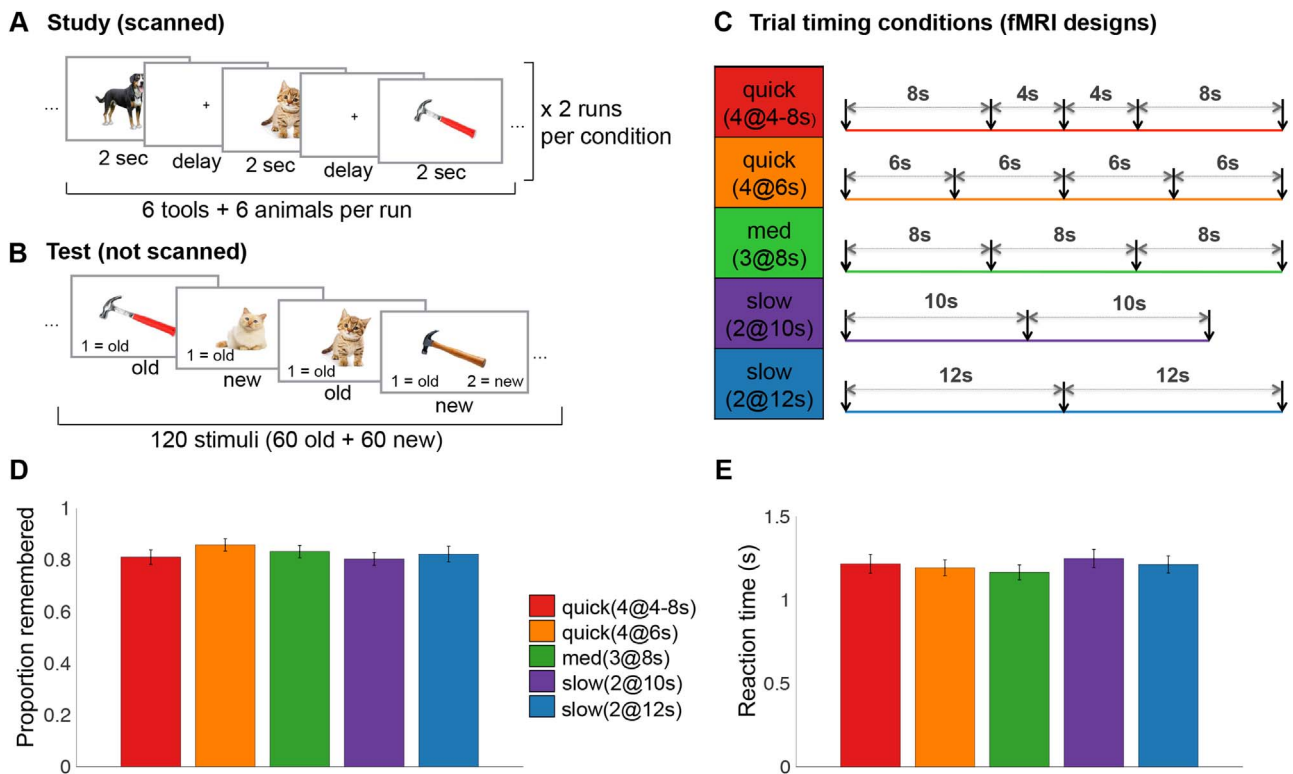 A Study (scanned)
...
+
+
...
2 sec
delay
2 sec
delay
2 sec
x 2 runs
per condition
6 tools + 6 animals per run
B Test (not scanned)
...
1 = old
1 = old
1 = old
1 = old 2 = new
...
old
new
old
new
120 stimuli (60 old + 60 new)
C Trial timing conditions (fMRI designs)
quick
(4@4-8s)
8s 4s 4s 8s
quick
(4@6s)
6s 6s 6s 6s
med
(3@8s)
8s 8s 8s
slow
(2@10s)
10s 10s
slow
(2@12s)
12s 12s
D
Proportion remembered
1
0.8
0.6
0.4
0.2
0
quick(4@4-8s)
quick(4@6s)
med(3@8s)
slow(2@10s)
slow(2@12s)
E
Reaction time (s)
1.5
1
0.5
0